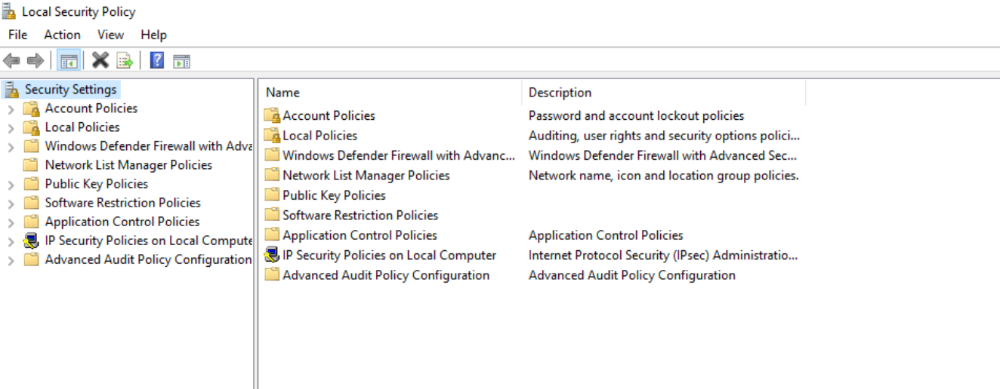 Local Security Policy
File Action View Help
Security Settings
Account Policies
Local Policies
Windows Defender Firewall with Adva
Network List Manager Policies
Public Key Policies
Software Restriction Policies
Application Control Policies
IP Security Policies on Local Compute
Advanced Audit Policy Configuration
Name Description
Account Policies Password and account lockout policies
Local Policies Auditing, user rights and security options polici...
Windows Defender Firewall with Advanc... Windows Defender Firewall with Advanced Sec...
Network List Manager Policies Network name, icon and location group policies.
Public Key Policies
Software Restriction Policies
Application Control Policies Application Control Policies
IP Security Policies on Local Computer Internet Protocol Security (IPsec) Administratio...
Advanced Audit Policy Configuration Advanced Audit Policy Configuration